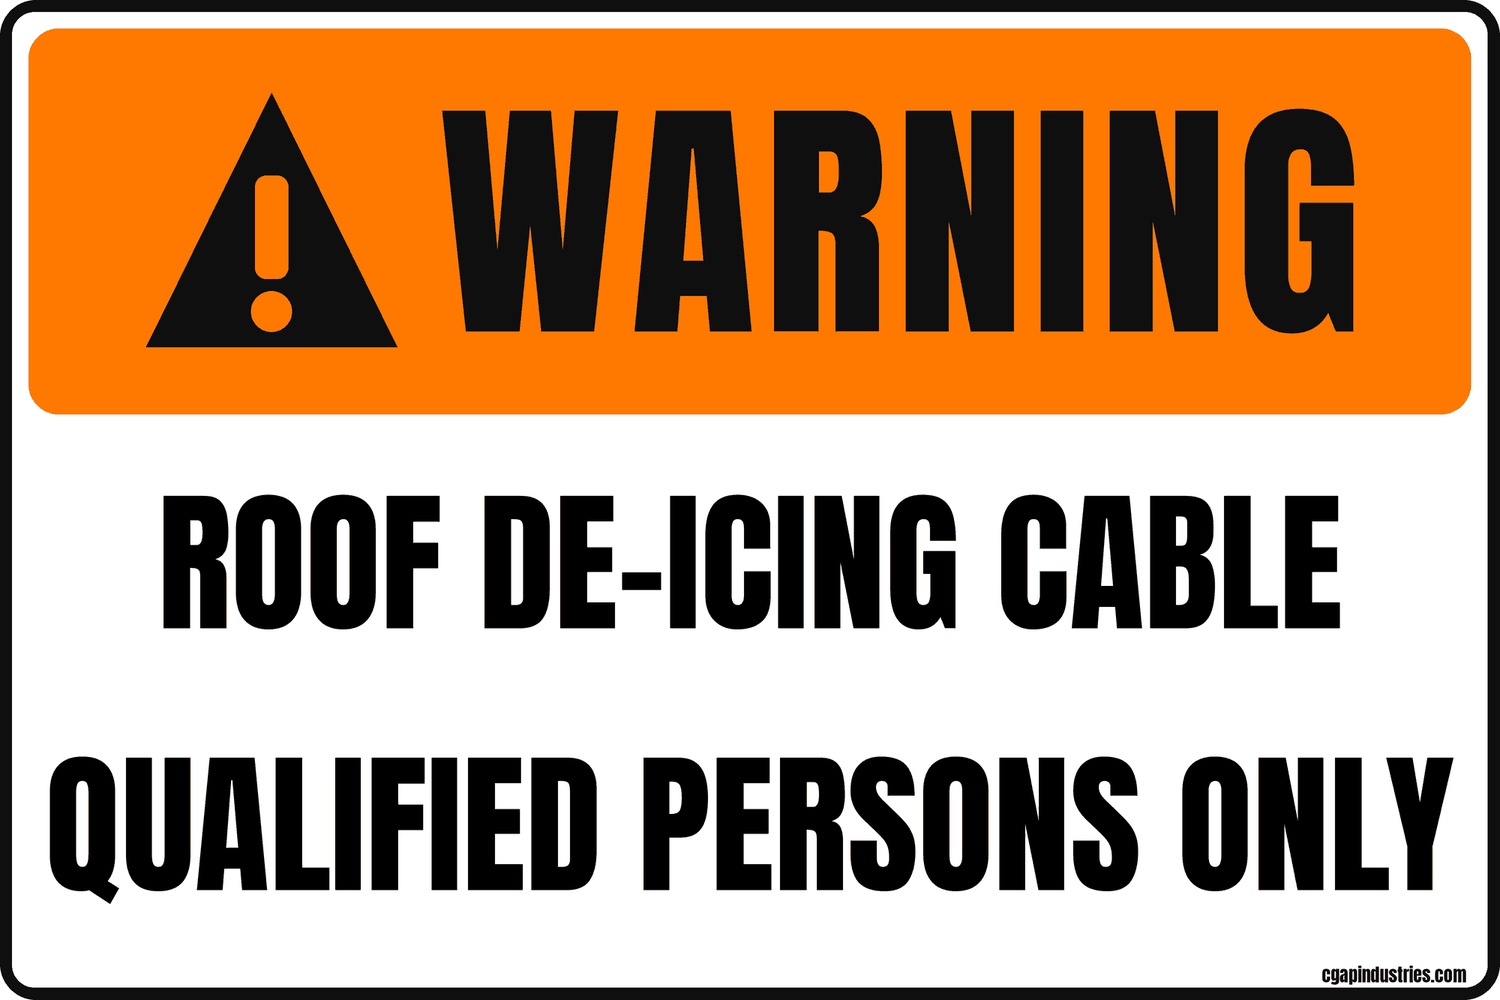 WARNING
ROOF DE-ICING CABLE
QUALIFIED PERSONS ONLY
cgapindustries.com